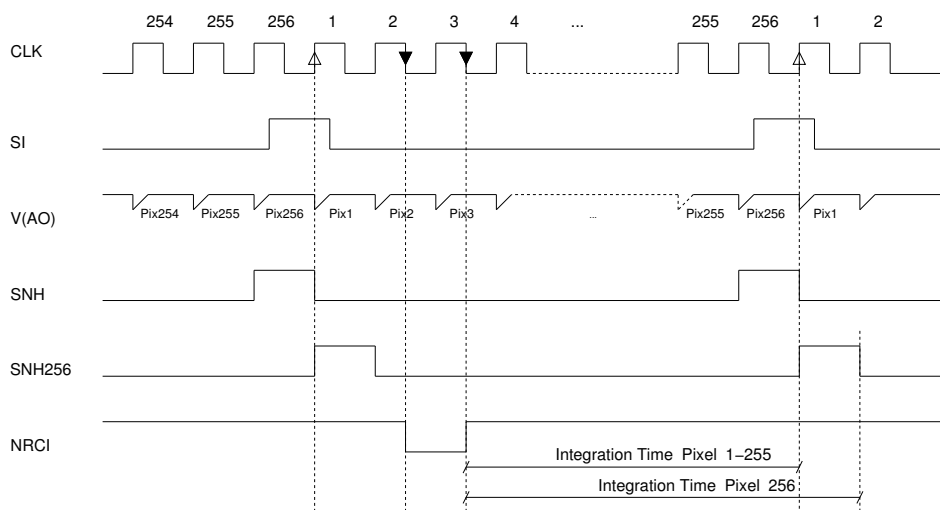 254 255 256 1 2 3 4 ... 255 256 1 2
CLK
SI
V(AO)
Pix254 Pix255 Pix256 Pix1 Pix2 Pix3 ... Pix255 Pix256 Pix1
SNH
SNH256
NRCI
Integration Time Pixel 1–255
Integration Time Pixel 256